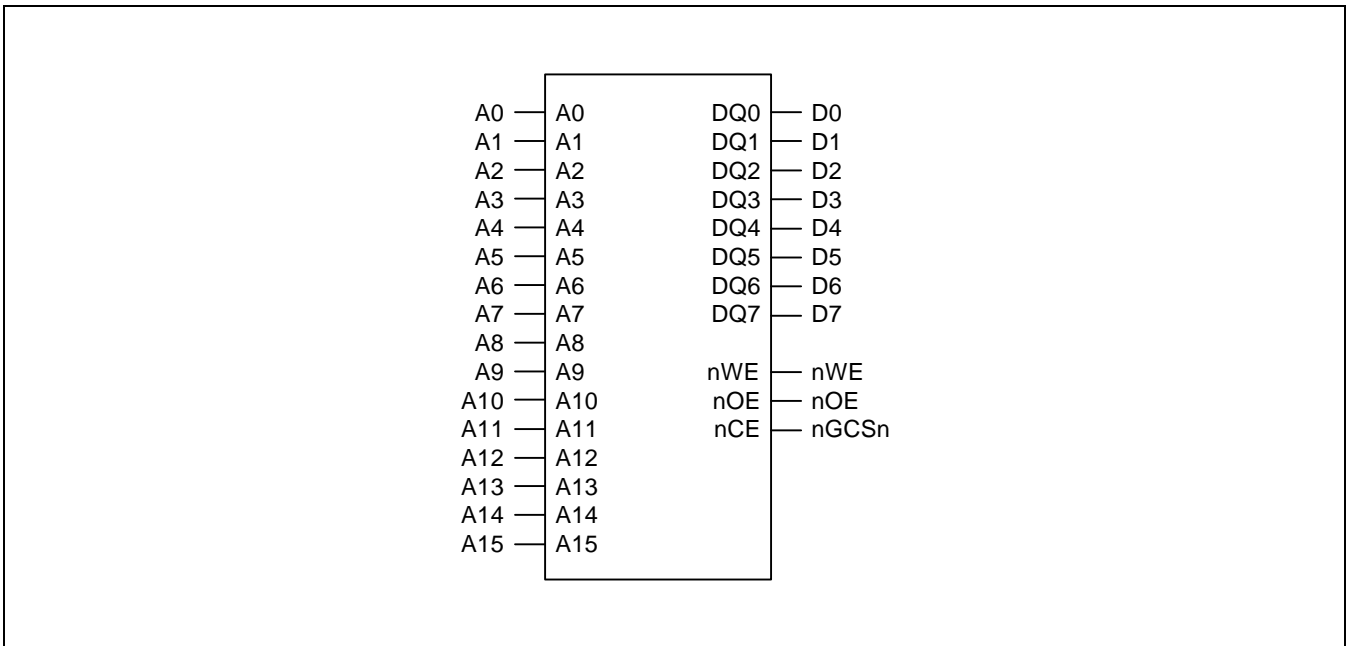 A0 A0 DQ0 D0
A1 A1 DQ1 D1
A2 A2 DQ2 D2
A3 A3 DQ3 D3
A4 A4 DQ4 D4
A5 A5 DQ5 D5
A6 A6 DQ6 D6
A7 A7 DQ7 D7
A8 A8
A9 A9 nWE nWE
A10 A10 nOE nOE
A11 A11 nCE nGCSn
A12 A12
A13 A13
A14 A14
A15 A15